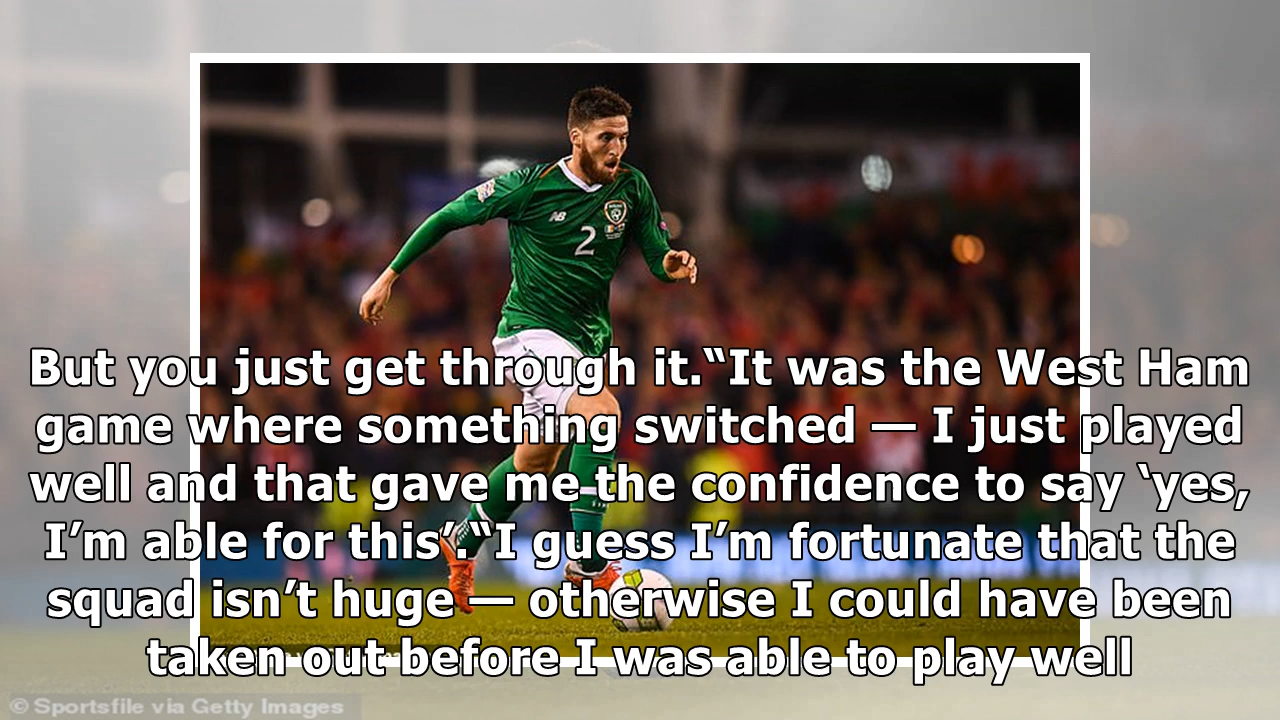 AB
2
But you just get through it.“It was the West Ham
game where something switched — I just played
well and that gave me the confidence to say ‘yes,
I’m able for this’.“I guess I’m fortunate that the
squad isn’t huge — otherwise I could have been
taken out before I was able to play well
© Sportsfile via Getty Images